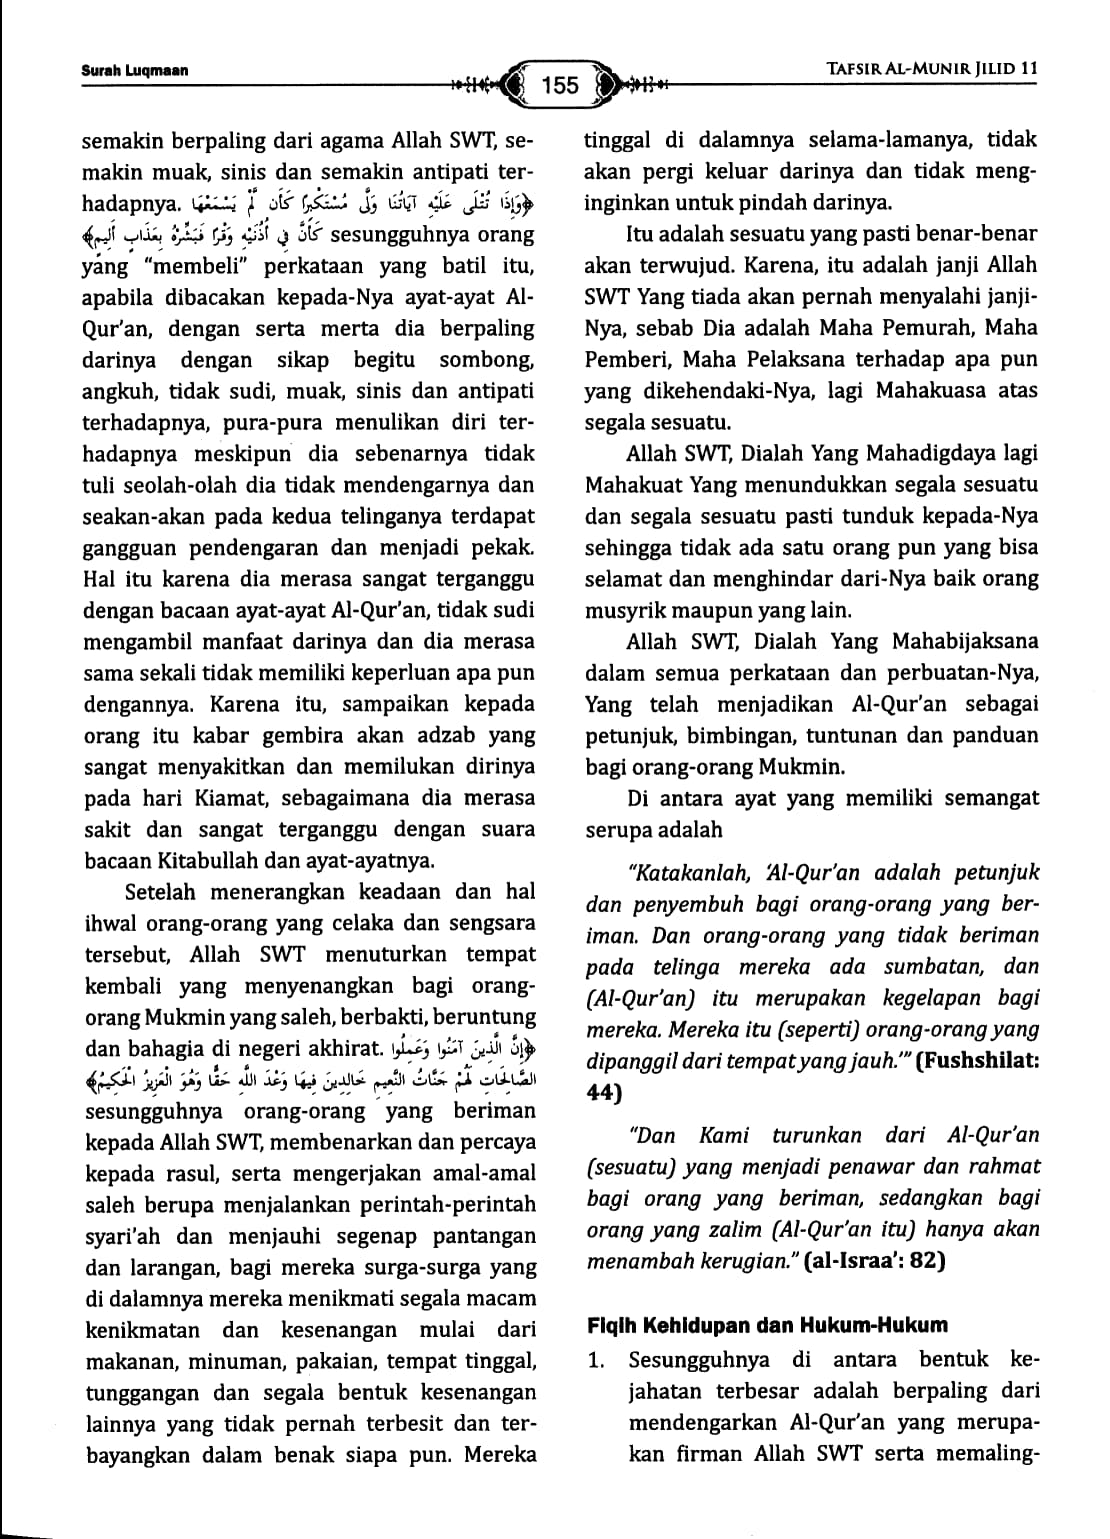 Surah Luqmaan
155
TAFSIR AL-MUNIR JILID 11
semakin berpaling dari agama Allah SWT, se-
makin muak, sinis dan semakin antipati ter-
hadapnya. ﴿وَإِذَا تُتْلَى عَلَيْهِ آيَاتُنَا وَلَّى مُسْتَكْبِرًا كَأَن لَّمْ يَسْمَعْهَا
كَأَنَّ فِي أُذُنَيْهِ وَقْرًا فَبَشِّرْهُ بِعَذَابٍ أَلِيمٍ﴾ sesungguhnya orang
yang “membeli” perkataan yang batil itu,
apabila dibacakan kepada-Nya ayat-ayat Al-
Qur’an, dengan serta merta dia berpaling
darinya dengan sikap begitu sombong,
angkuh, tidak sudi, muak, sinis dan antipati
terhadapnya, pura-pura menulikan diri ter-
hadapnya meskipun dia sebenarnya tidak
tuli seolah-olah dia tidak mendengarnya dan
seakan-akan pada kedua telinganya terdapat
gangguan pendengaran dan menjadi pekak.
Hal itu karena dia merasa sangat terganggu
dengan bacaan ayat-ayat Al-Qur’an, tidak sudi
mengambil manfaat darinya dan dia merasa
sama sekali tidak memiliki keperluan apa pun
dengannya. Karena itu, sampaikan kepada
orang itu kabar gembira akan adzab yang
sangat menyakitkan dan memilukan dirinya
pada hari Kiamat, sebagaimana dia merasa
sakit dan sangat terganggu dengan suara
bacaan Kitabullah dan ayat-ayatnya.
Setelah menerangkan keadaan dan hal
ihwal orang-orang yang celaka dan sengsara
tersebut, Allah SWT menuturkan tempat
kembali yang menyenangkan bagi orang-
orang Mukmin yang saleh, berbakti, beruntung
dan bahagia di negeri akhirat. ﴿إِنَّ الَّذِينَ آمَنُوا وَعَمِلُوا
الصَّالِحَاتِ لَهُمْ جَنَّاتُ النَّعِيمِ خَالِدِينَ فِيهَا وَعْدَ اللَّهِ حَقًّا وَهُوَ الْعَزِيزُ الْحَكِيمُ﴾
sesungguhnya orang-orang yang beriman
kepada Allah SWT, membenarkan dan percaya
kepada rasul, serta mengerjakan amal-amal
saleh berupa menjalankan perintah-perintah
syari’ah dan menjauhi segenap pantangan
dan larangan, bagi mereka surga-surga yang
di dalamnya mereka menikmati segala macam
kenikmatan dan kesenangan mulai dari
makanan, minuman, pakaian, tempat tinggal,
tunggangan dan segala bentuk kesenangan
lainnya yang tidak pernah terbesit dan ter-
bayangkan dalam benak siapa pun. Mereka
tinggal di dalamnya selama-lamanya, tidak
akan pergi keluar darinya dan tidak meng-
inginkan untuk pindah darinya.
Itu adalah sesuatu yang pasti benar-benar
akan terwujud. Karena, itu adalah janji Allah
SWT Yang tiada akan pernah menyalahi janji-
Nya, sebab Dia adalah Maha Pemurah, Maha
Pemberi, Maha Pelaksana terhadap apa pun
yang dikehendaki-Nya, lagi Mahakuasa atas
segala sesuatu.
Allah SWT, Dialah Yang Mahadigdaya lagi
Mahakuat Yang menundukkan segala sesuatu
dan segala sesuatu pasti tunduk kepada-Nya
sehingga tidak ada satu orang pun yang bisa
selamat dan menghindar dari-Nya baik orang
musyrik maupun yang lain.
Allah SWT, Dialah Yang Mahabijaksana
dalam semua perkataan dan perbuatan-Nya,
Yang telah menjadikan Al-Qur’an sebagai
petunjuk, bimbingan, tuntunan dan panduan
bagi orang-orang Mukmin.
Di antara ayat yang memiliki semangat
serupa adalah
“Katakanlah, ‘Al-Qur’an adalah petunjuk
dan penyembuh bagi orang-orang yang ber-
iman. Dan orang-orang yang tidak beriman
pada telinga mereka ada sumbatan, dan
(Al-Qur’an) itu merupakan kegelapan bagi
mereka. Mereka itu (seperti) orang-orang yang
dipanggil dari tempat yang jauh.’” (Fushshilat:
44)
“Dan Kami turunkan dari Al-Qur’an
(sesuatu) yang menjadi penawar dan rahmat
bagi orang yang beriman, sedangkan bagi
orang yang zalim (Al-Qur’an itu) hanya akan
menambah kerugian.” (al-Israa’: 82)
Fiqih Kehidupan dan Hukum-Hukum
1. Sesungguhnya di antara bentuk ke-
jahatan terbesar adalah berpaling dari
mendengarkan Al-Qur’an yang merupa-
kan firman Allah SWT serta memaling-